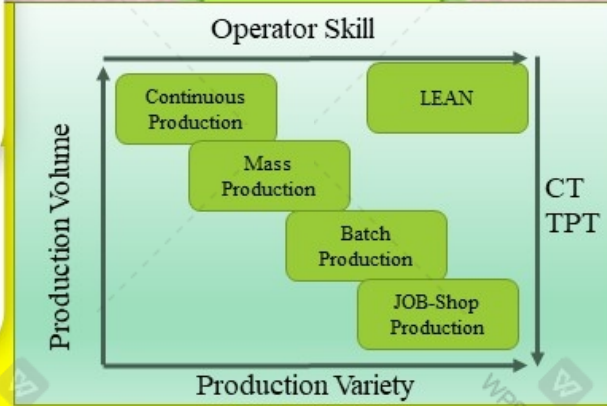 Operator Skill
Continuous
Production
LEAN
Mass
Production
Batch
Production
JOB-Shop
Production
Production Volume
CT
TPT
Production Variety